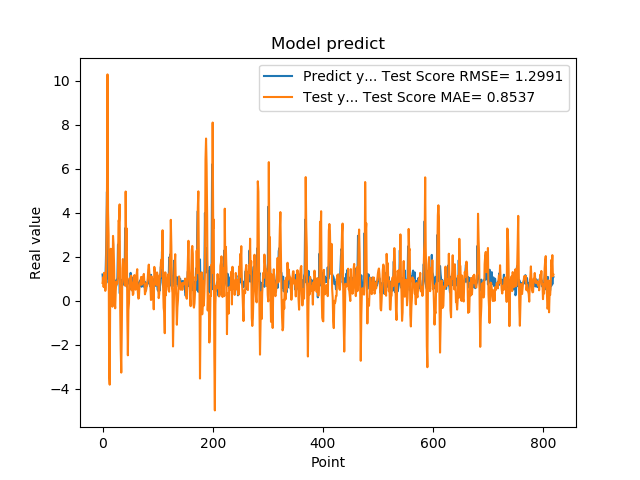 Model predict
Predict y... Test Score RMSE= 1.2991
Test y... Test Score MAE= 0.8537
Real value
10
8
6
4
2
0
−2
−4
0 200 400 600 800
Point